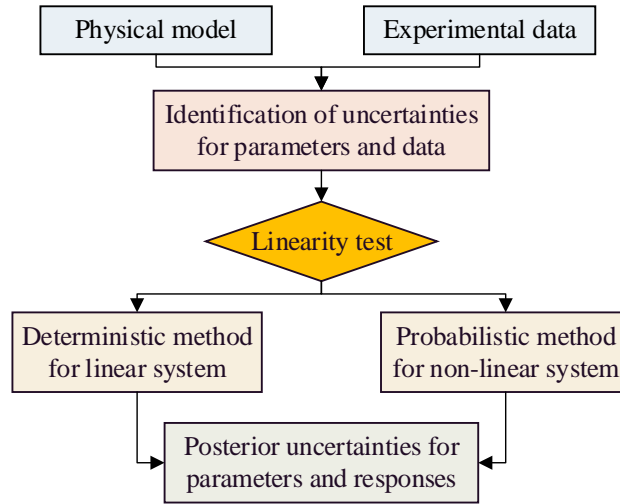 Physical model
Experimental data
Identification of uncertainties
for parameters and data
Linearity test
Deterministic method
for linear system
Probabilistic method
for non-linear system
Posterior uncertainties for
parameters and responses